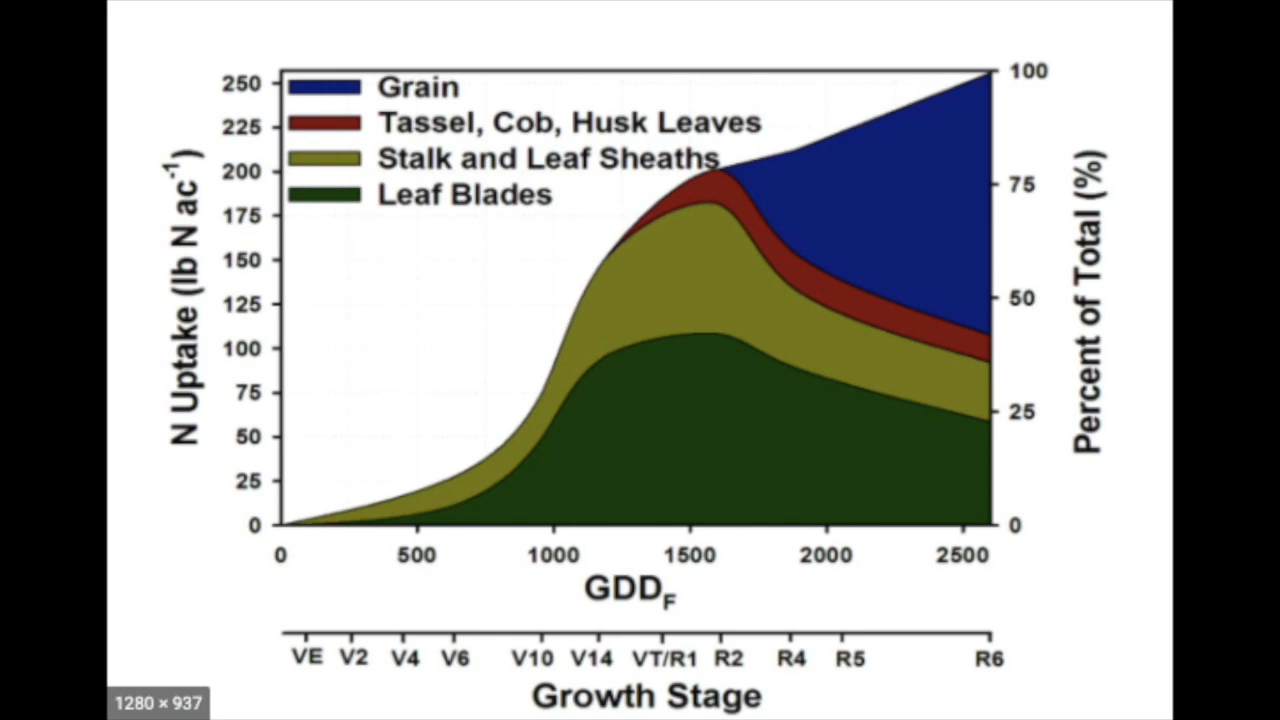 250
225
200
175
150
125
100
75
50
25
0
N Uptake (lb N ac-1)
Grain
Tassel, Cob, Husk Leaves
Stalk and Leaf Sheaths
Leaf Blades
100
75
50
25
0
Percent of Total (%)
0 500 1000 1500 2000 2500
GDDF
VE V2 V4 V6 V10 V14 VT/R1 R2 R4 R5 R6
Growth Stage
1280 × 937